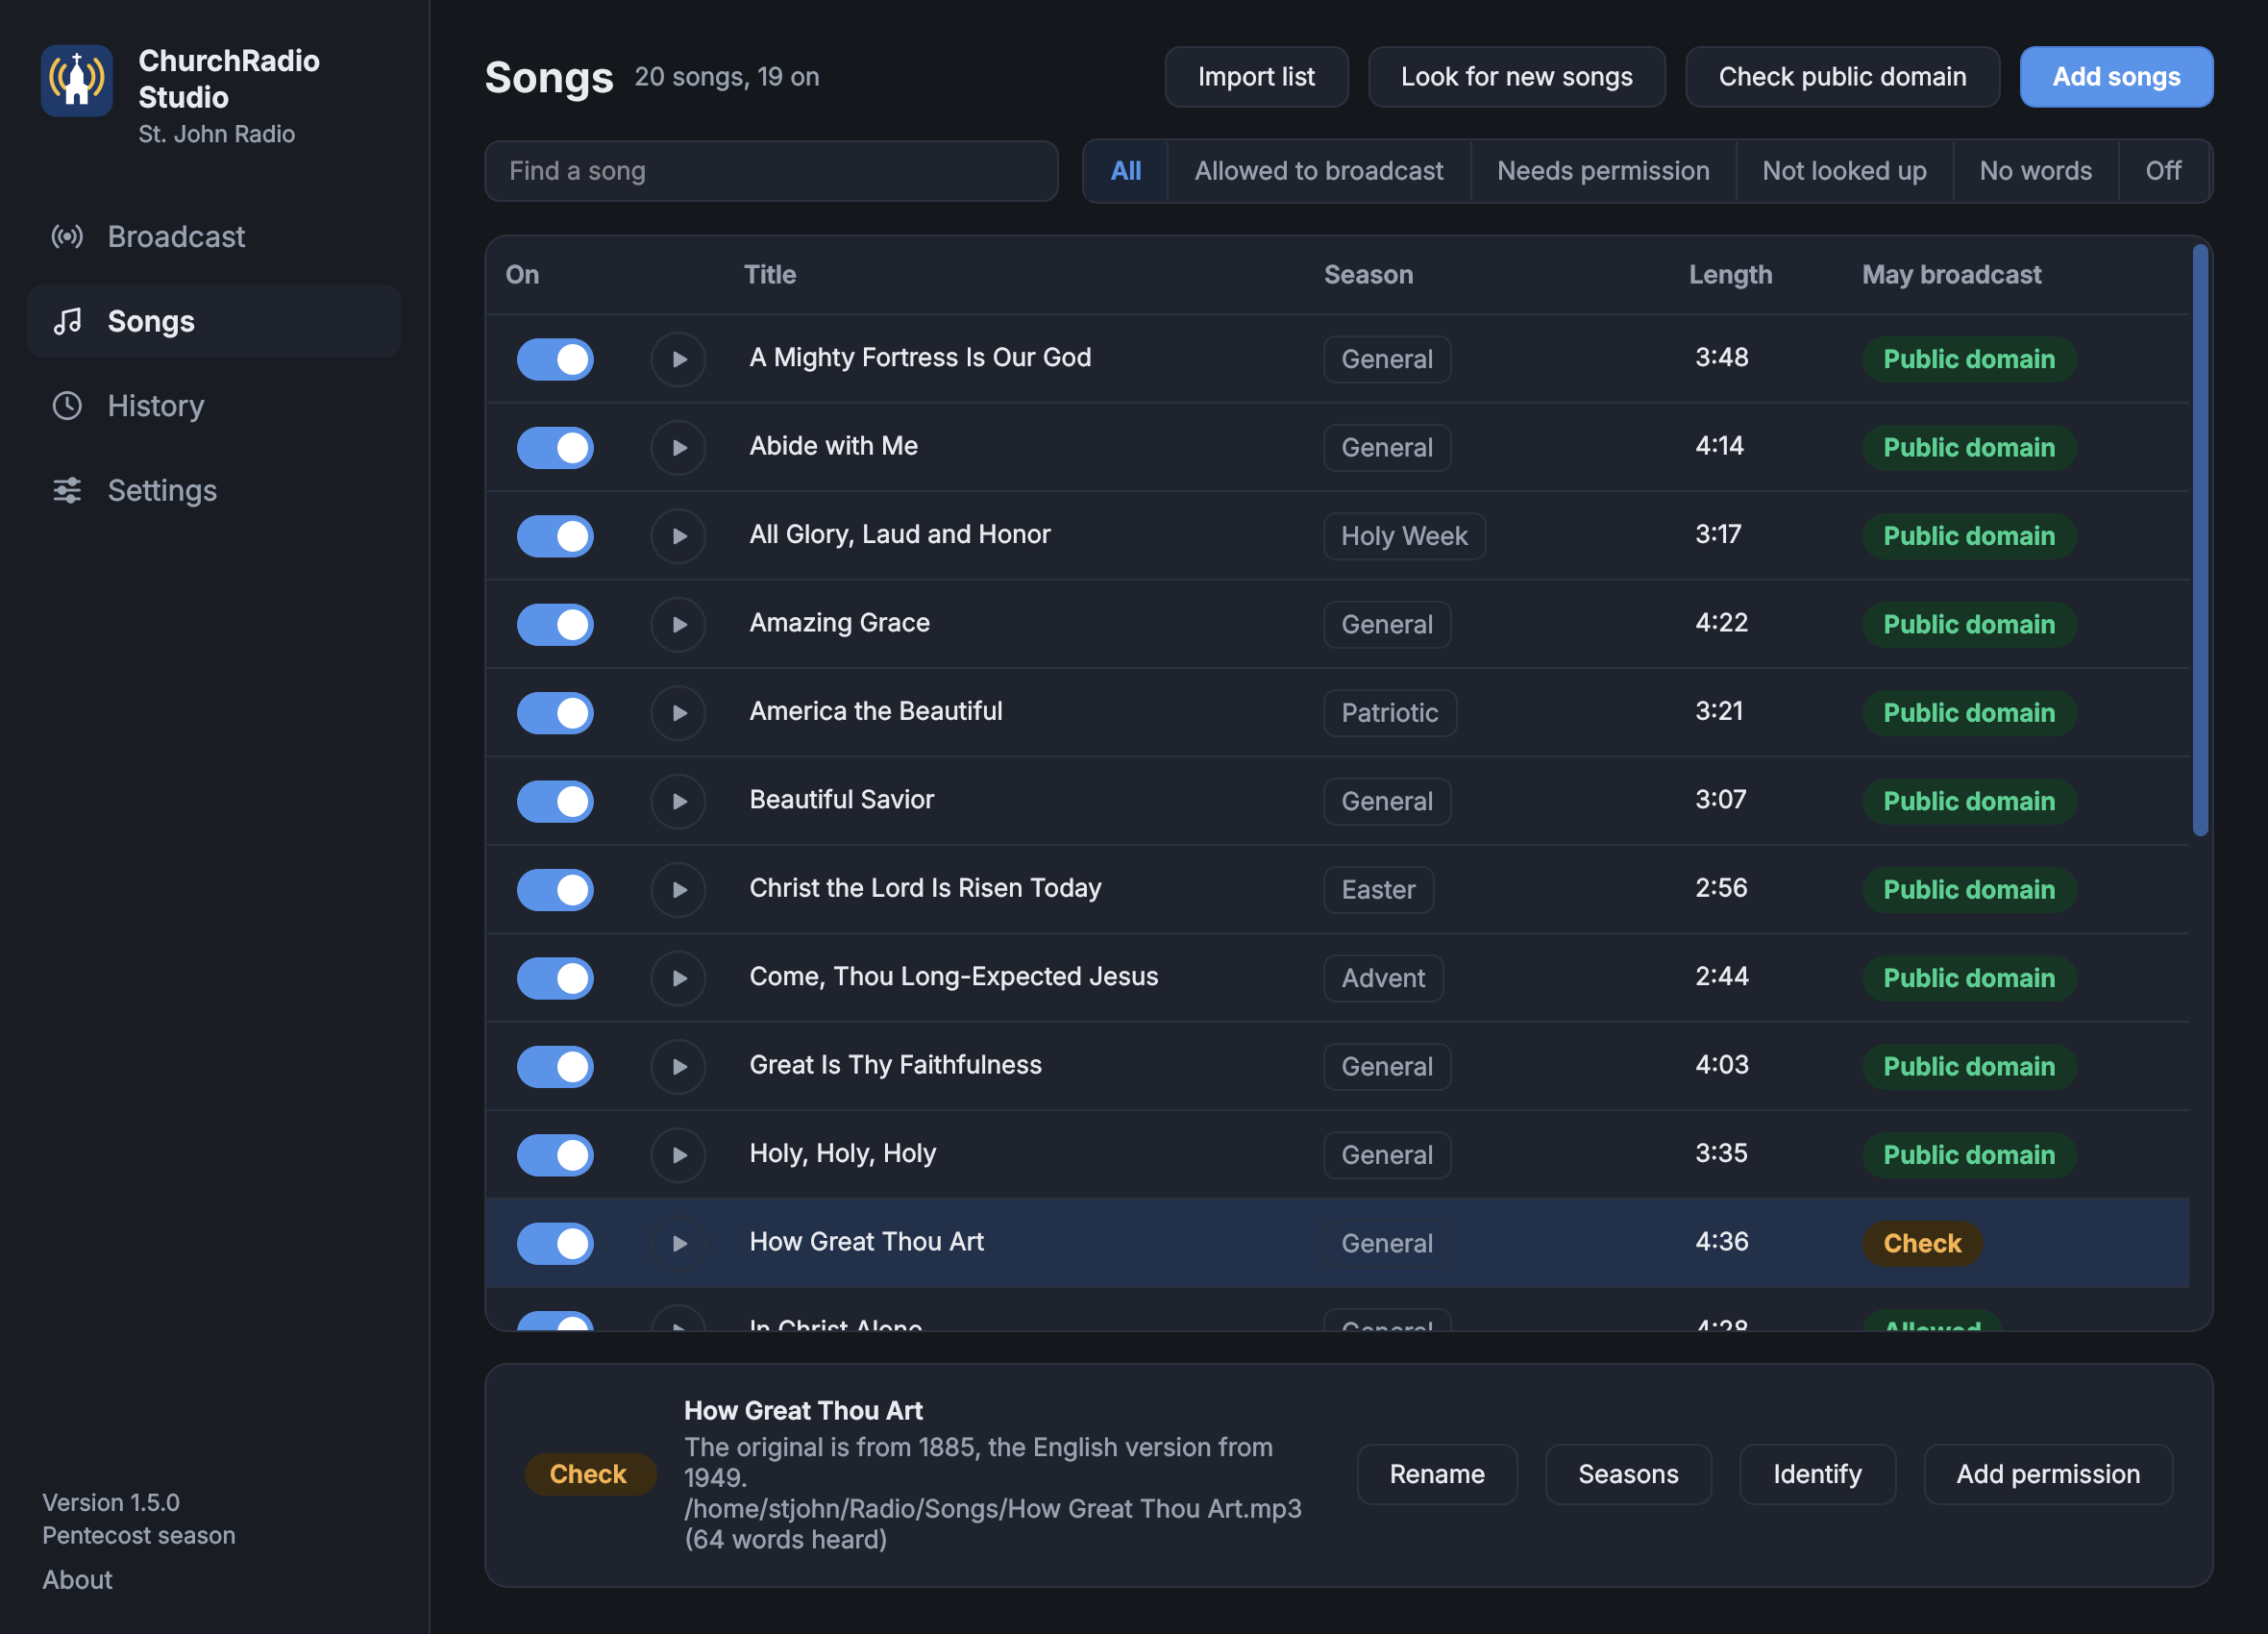 ChurchRadio
Studio
St. John Radio
Broadcast
Songs
History
Settings
Version 1.5.0
Pentecost season
About
Songs 20 songs, 19 on Import list Look for new songs Check public domain Add songs
Find a song All Allowed to broadcast Needs permission Not looked up No words Off
On Title Season Length May broadcast
A Mighty Fortress Is Our God General 3:48 Public domain
Abide with Me General 4:14 Public domain
All Glory, Laud and Honor Holy Week 3:17 Public domain
Amazing Grace General 4:22 Public domain
America the Beautiful Patriotic 3:21 Public domain
Beautiful Savior General 3:07 Public domain
Christ the Lord Is Risen Today Easter 2:56 Public domain
Come, Thou Long-Expected Jesus Advent 2:44 Public domain
Great Is Thy Faithfulness General 4:03 Public domain
Holy, Holy, Holy General 3:35 Public domain
How Great Thou Art General 4:36 Check
In Christ Alone General 4:28 Allowed
Check
How Great Thou Art
The original is from 1885, the English version from
1949.
/home/stjohn/Radio/Songs/How Great Thou Art.mp3
(64 words heard)
Rename Seasons Identify Add permission